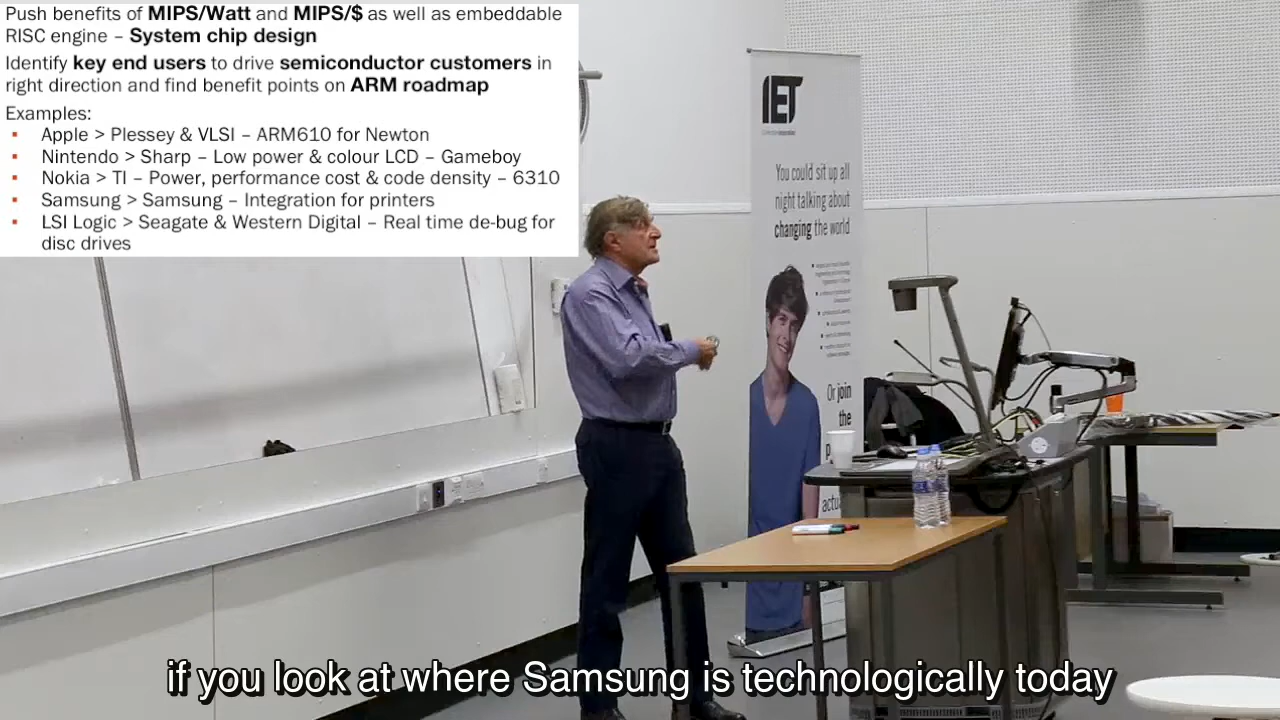 Push benefits of MIPS/Watt and MIPS/$ as well as embeddable
RISC engine – System chip design
Identify key end users to drive semiconductor customers in
right direction and find benefit points on ARM roadmap
Examples:
▪ Apple > Plessey & VLSI – ARM610 for Newton
▪ Nintendo > Sharp – Low power & colour LCD – Gameboy
▪ Nokia > TI – Power, performance cost & code density – 6310
▪ Samsung > Samsung – Integration for printers
▪ LSI Logic > Seagate & Western Digital – Real time de-bug for
disc drives
IET
You could sit up all
night talking about
changing the world
Or join
the
if you look at where Samsung is technologically today